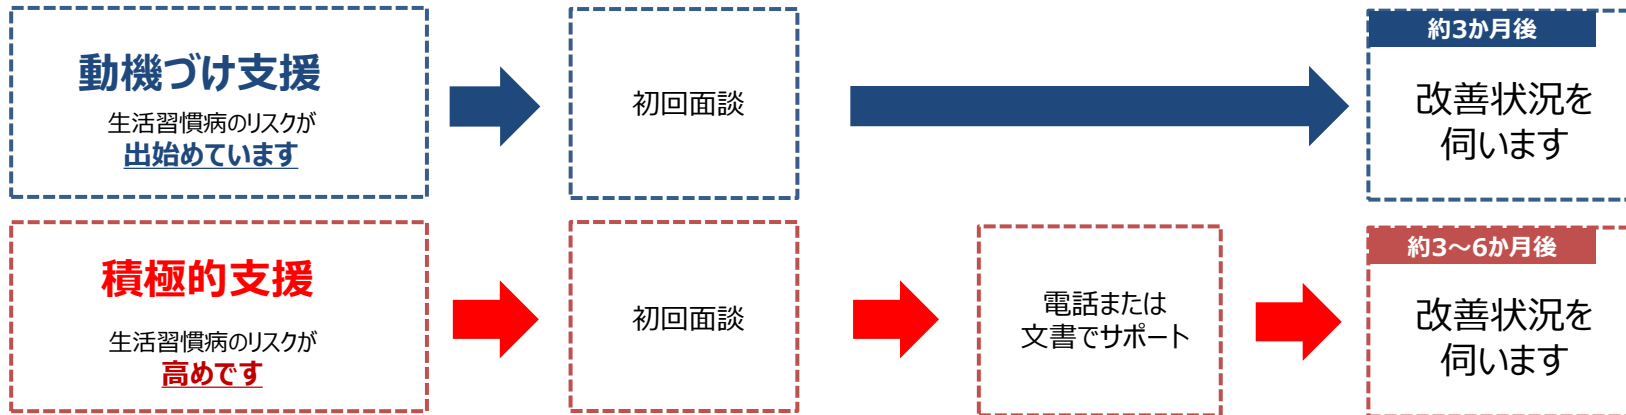 動機づけ支援
生活習慣病のリスクが
出始めています
初回面談
約3か月後
改善状況を
伺います
積極的支援
生活習慣病のリスクが
高めです
初回面談
電話または
文書でサポート
約3～6か月後
改善状況を
伺います